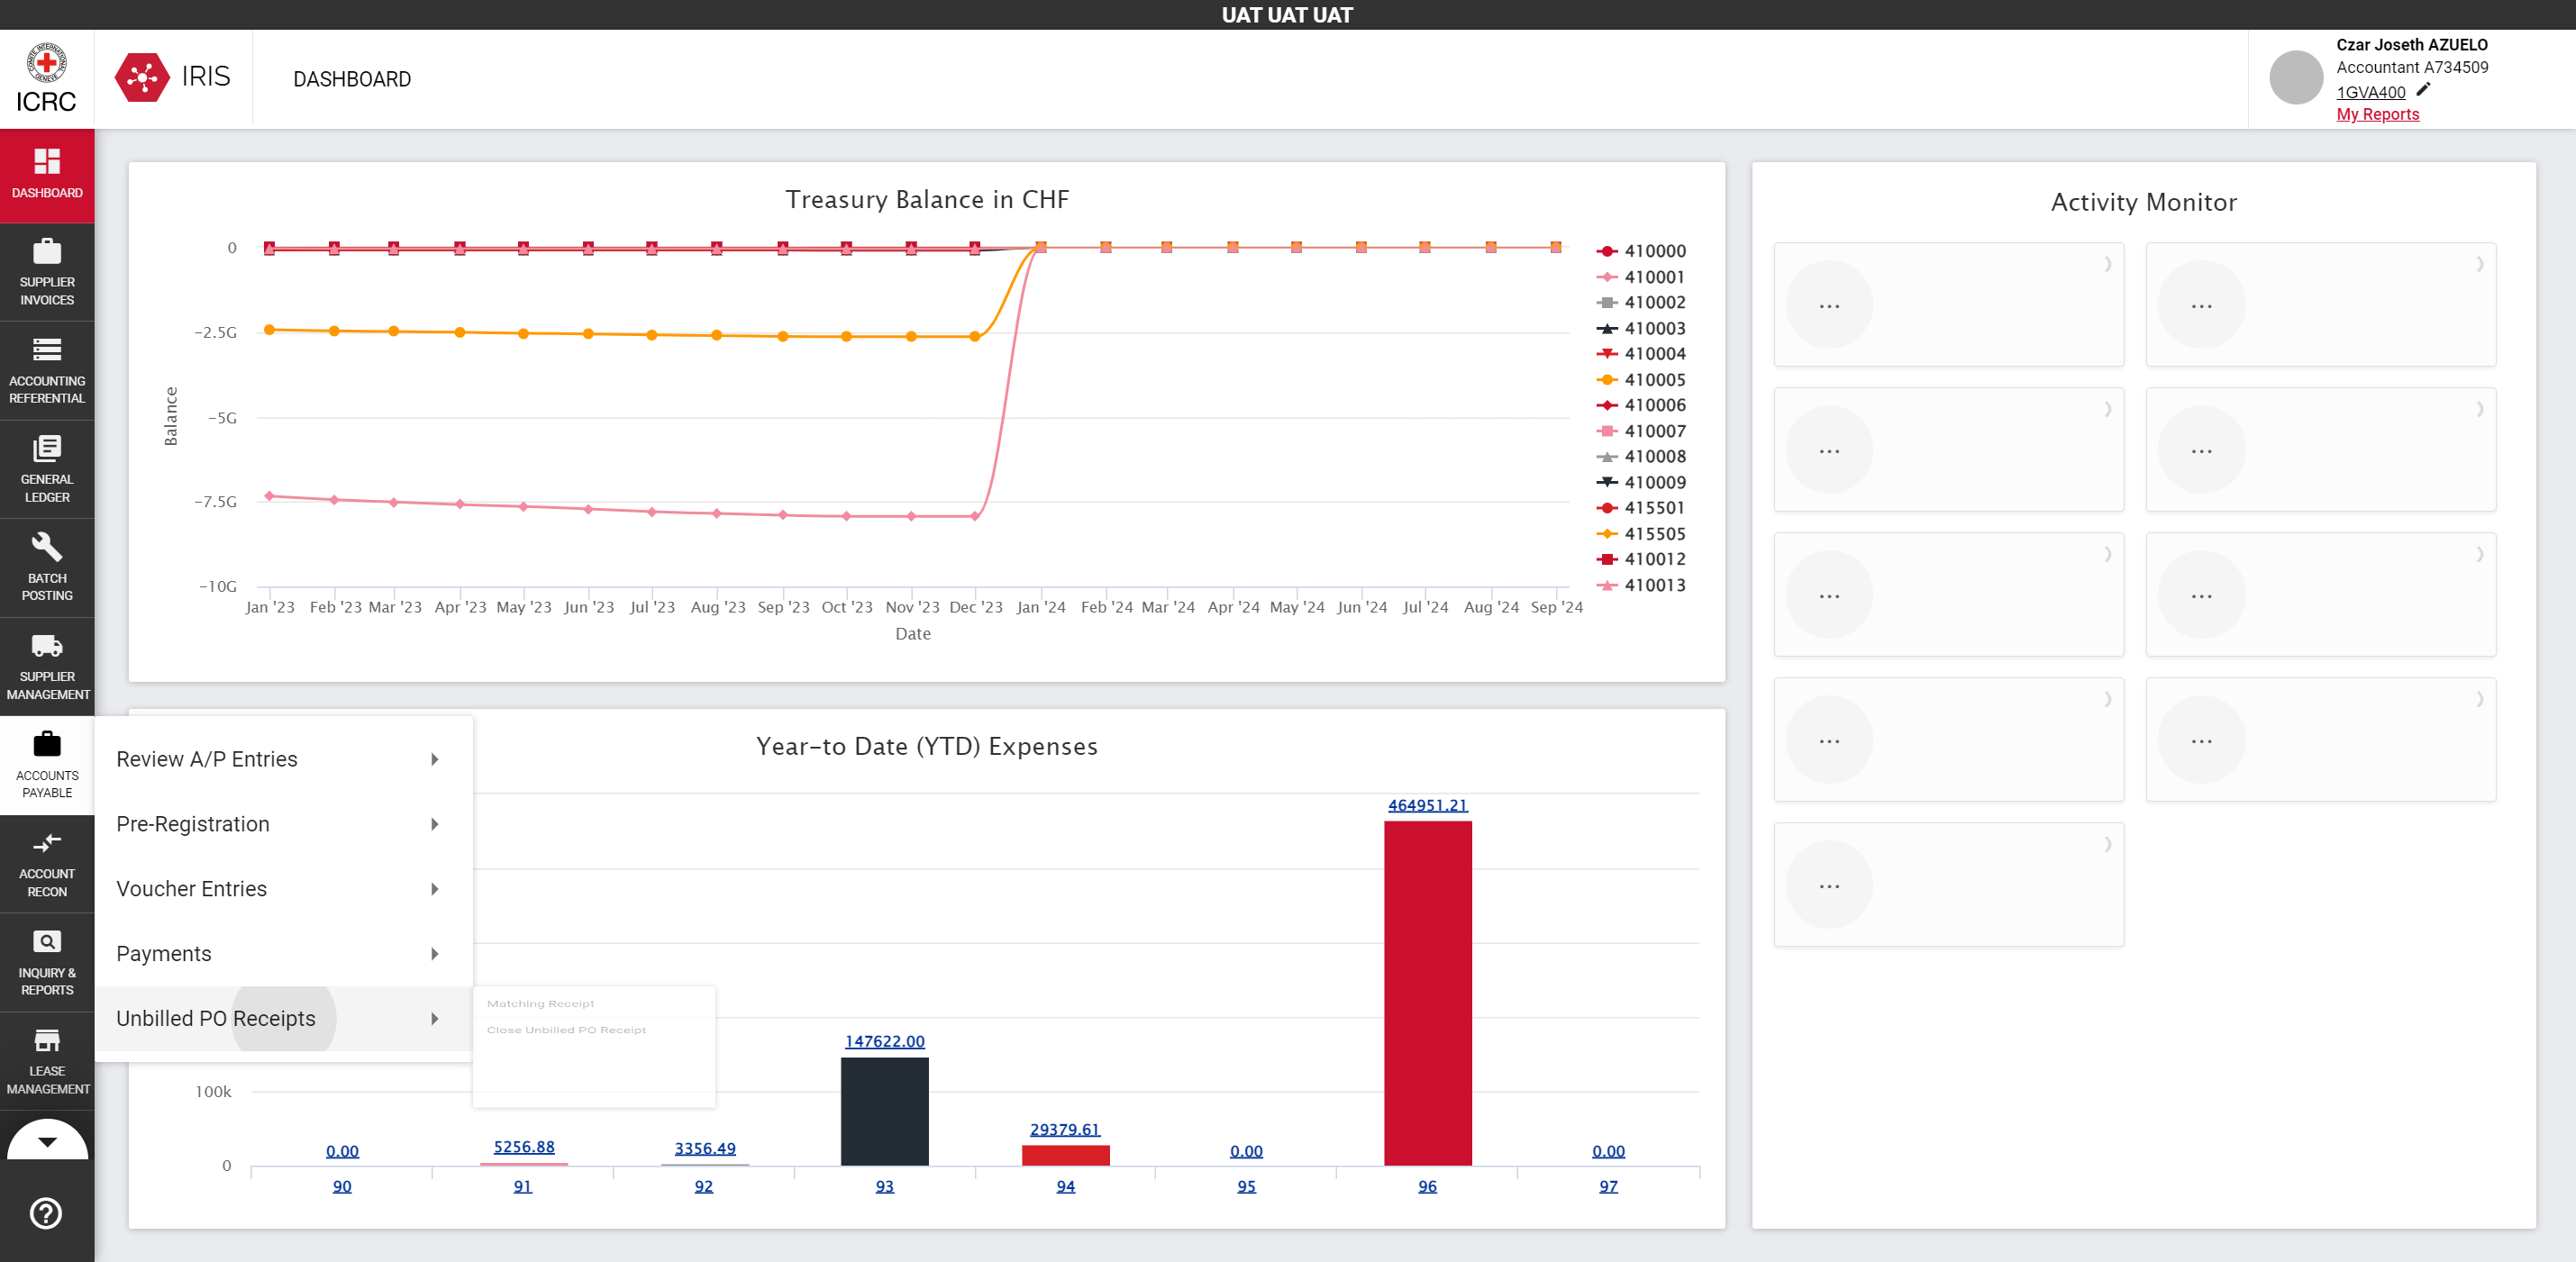 UAT UAT UAT
ICRC
IRIS
DASHBOARD
Czar Joseth AZUELO
Accountant A734509
1GVA400
My Reports
DASHBOARD
SUPPLIER
INVOICES
ACCOUNTING
REFERENTIAL
GENERAL
LEDGER
BATCH
POSTING
SUPPLIER
MANAGEMENT
ACCOUNTS
PAYABLE
ACCOUNT
RECON
INQUIRY &
REPORTS
LEASE
MANAGEMENT
Treasury Balance in CHF
0
−2.5G
−5G
−7.5G
−10G
Balance
Jan '23 Feb '23 Mar '23 Apr '23 May '23 Jun '23 Jul '23 Aug '23 Sep '23 Oct '23 Nov '23 Dec '23 Jan '24 Feb '24 Mar '24 Apr '24 May '24 Jun '24 Jul '24 Aug '24 Sep '24
Date
410000
410001
410002
410003
410004
410005
410006
410007
410008
410009
415501
415505
410012
410013
Review A/P Entries
Pre-Registration
Voucher Entries
Payments
Unbilled PO Receipts
Matching Receipt
Close Unbilled PO Receipt
Year-to Date (YTD) Expenses
100k
0
0.00 5256.88 3356.49 147622.00 29379.61 0.00 464951.21 0.00
90 91 92 93 94 95 96 97
Activity Monitor
...
...
...
...
...
...
...
...
...